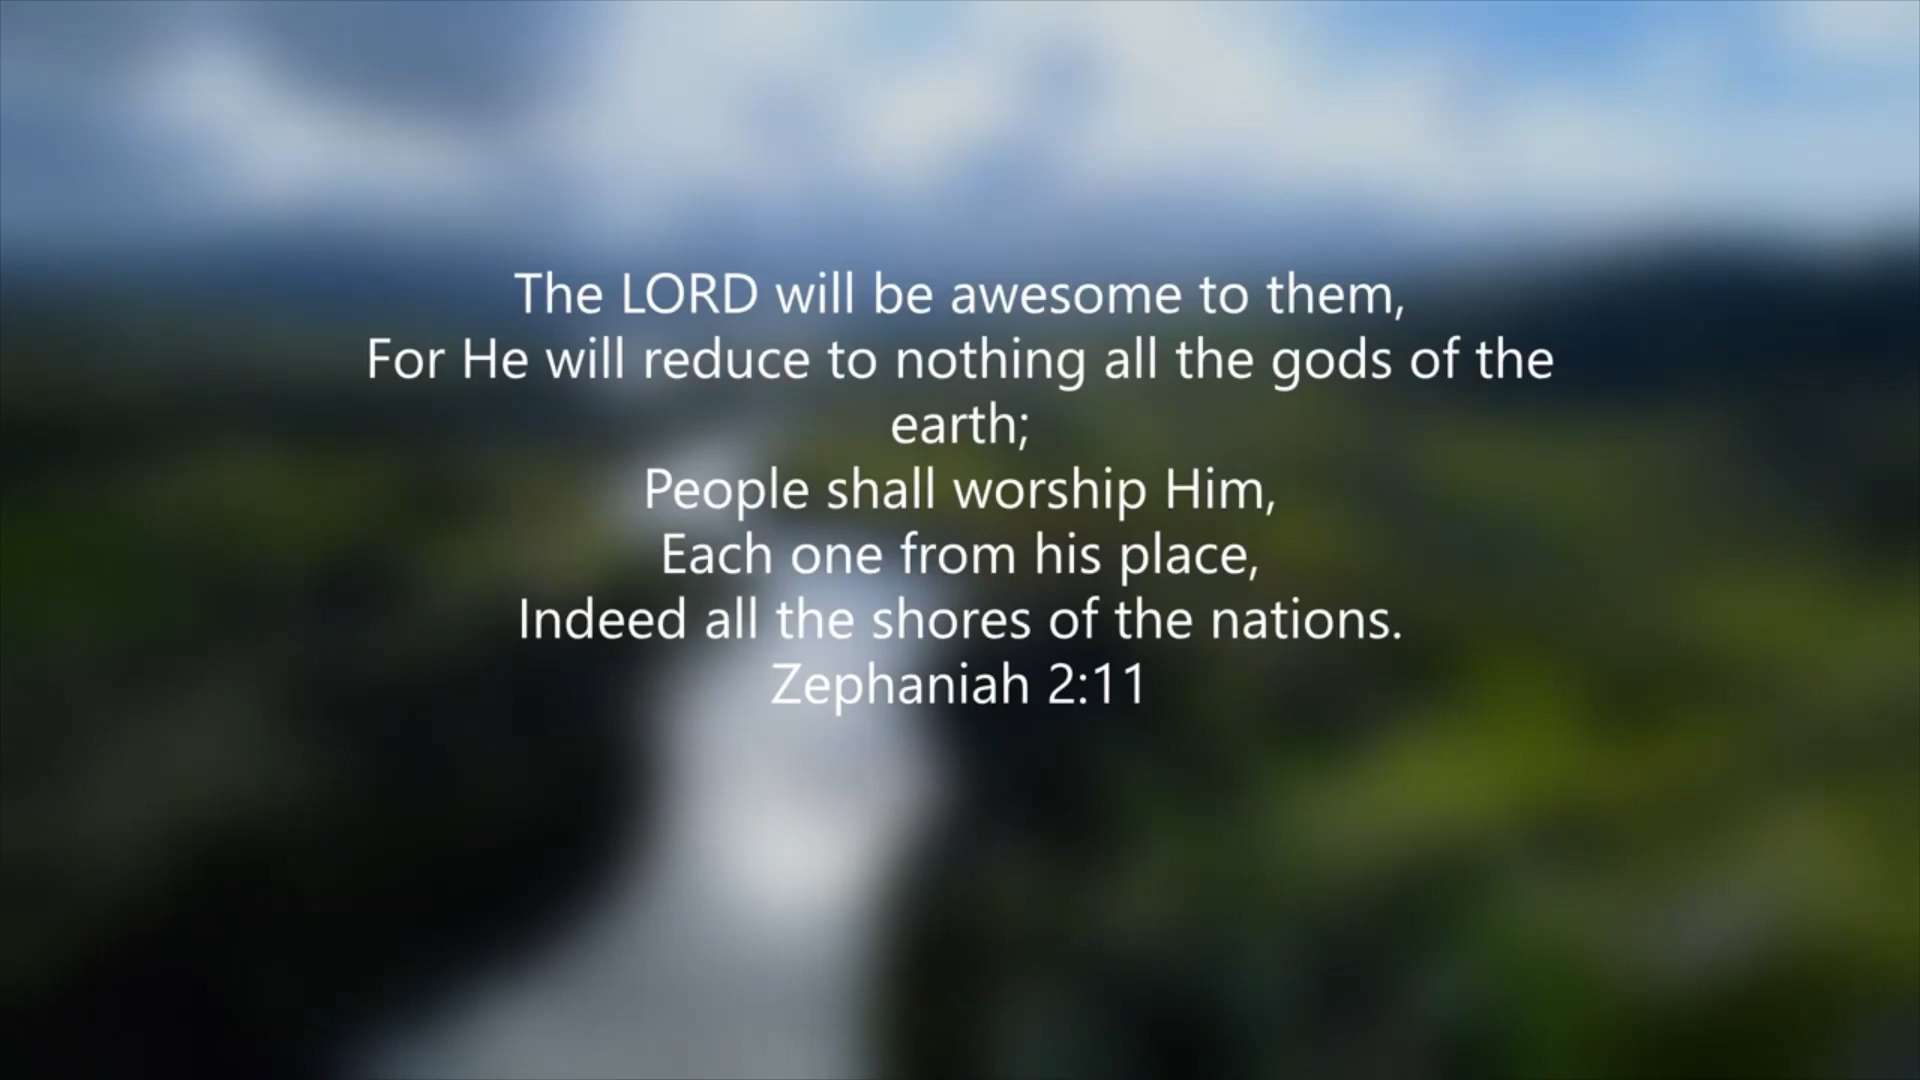 The LORD will be awesome to them,
For He will reduce to nothing all the gods of the
earth;
People shall worship Him,
Each one from his place,
Indeed all the shores of the nations.
Zephaniah 2:11